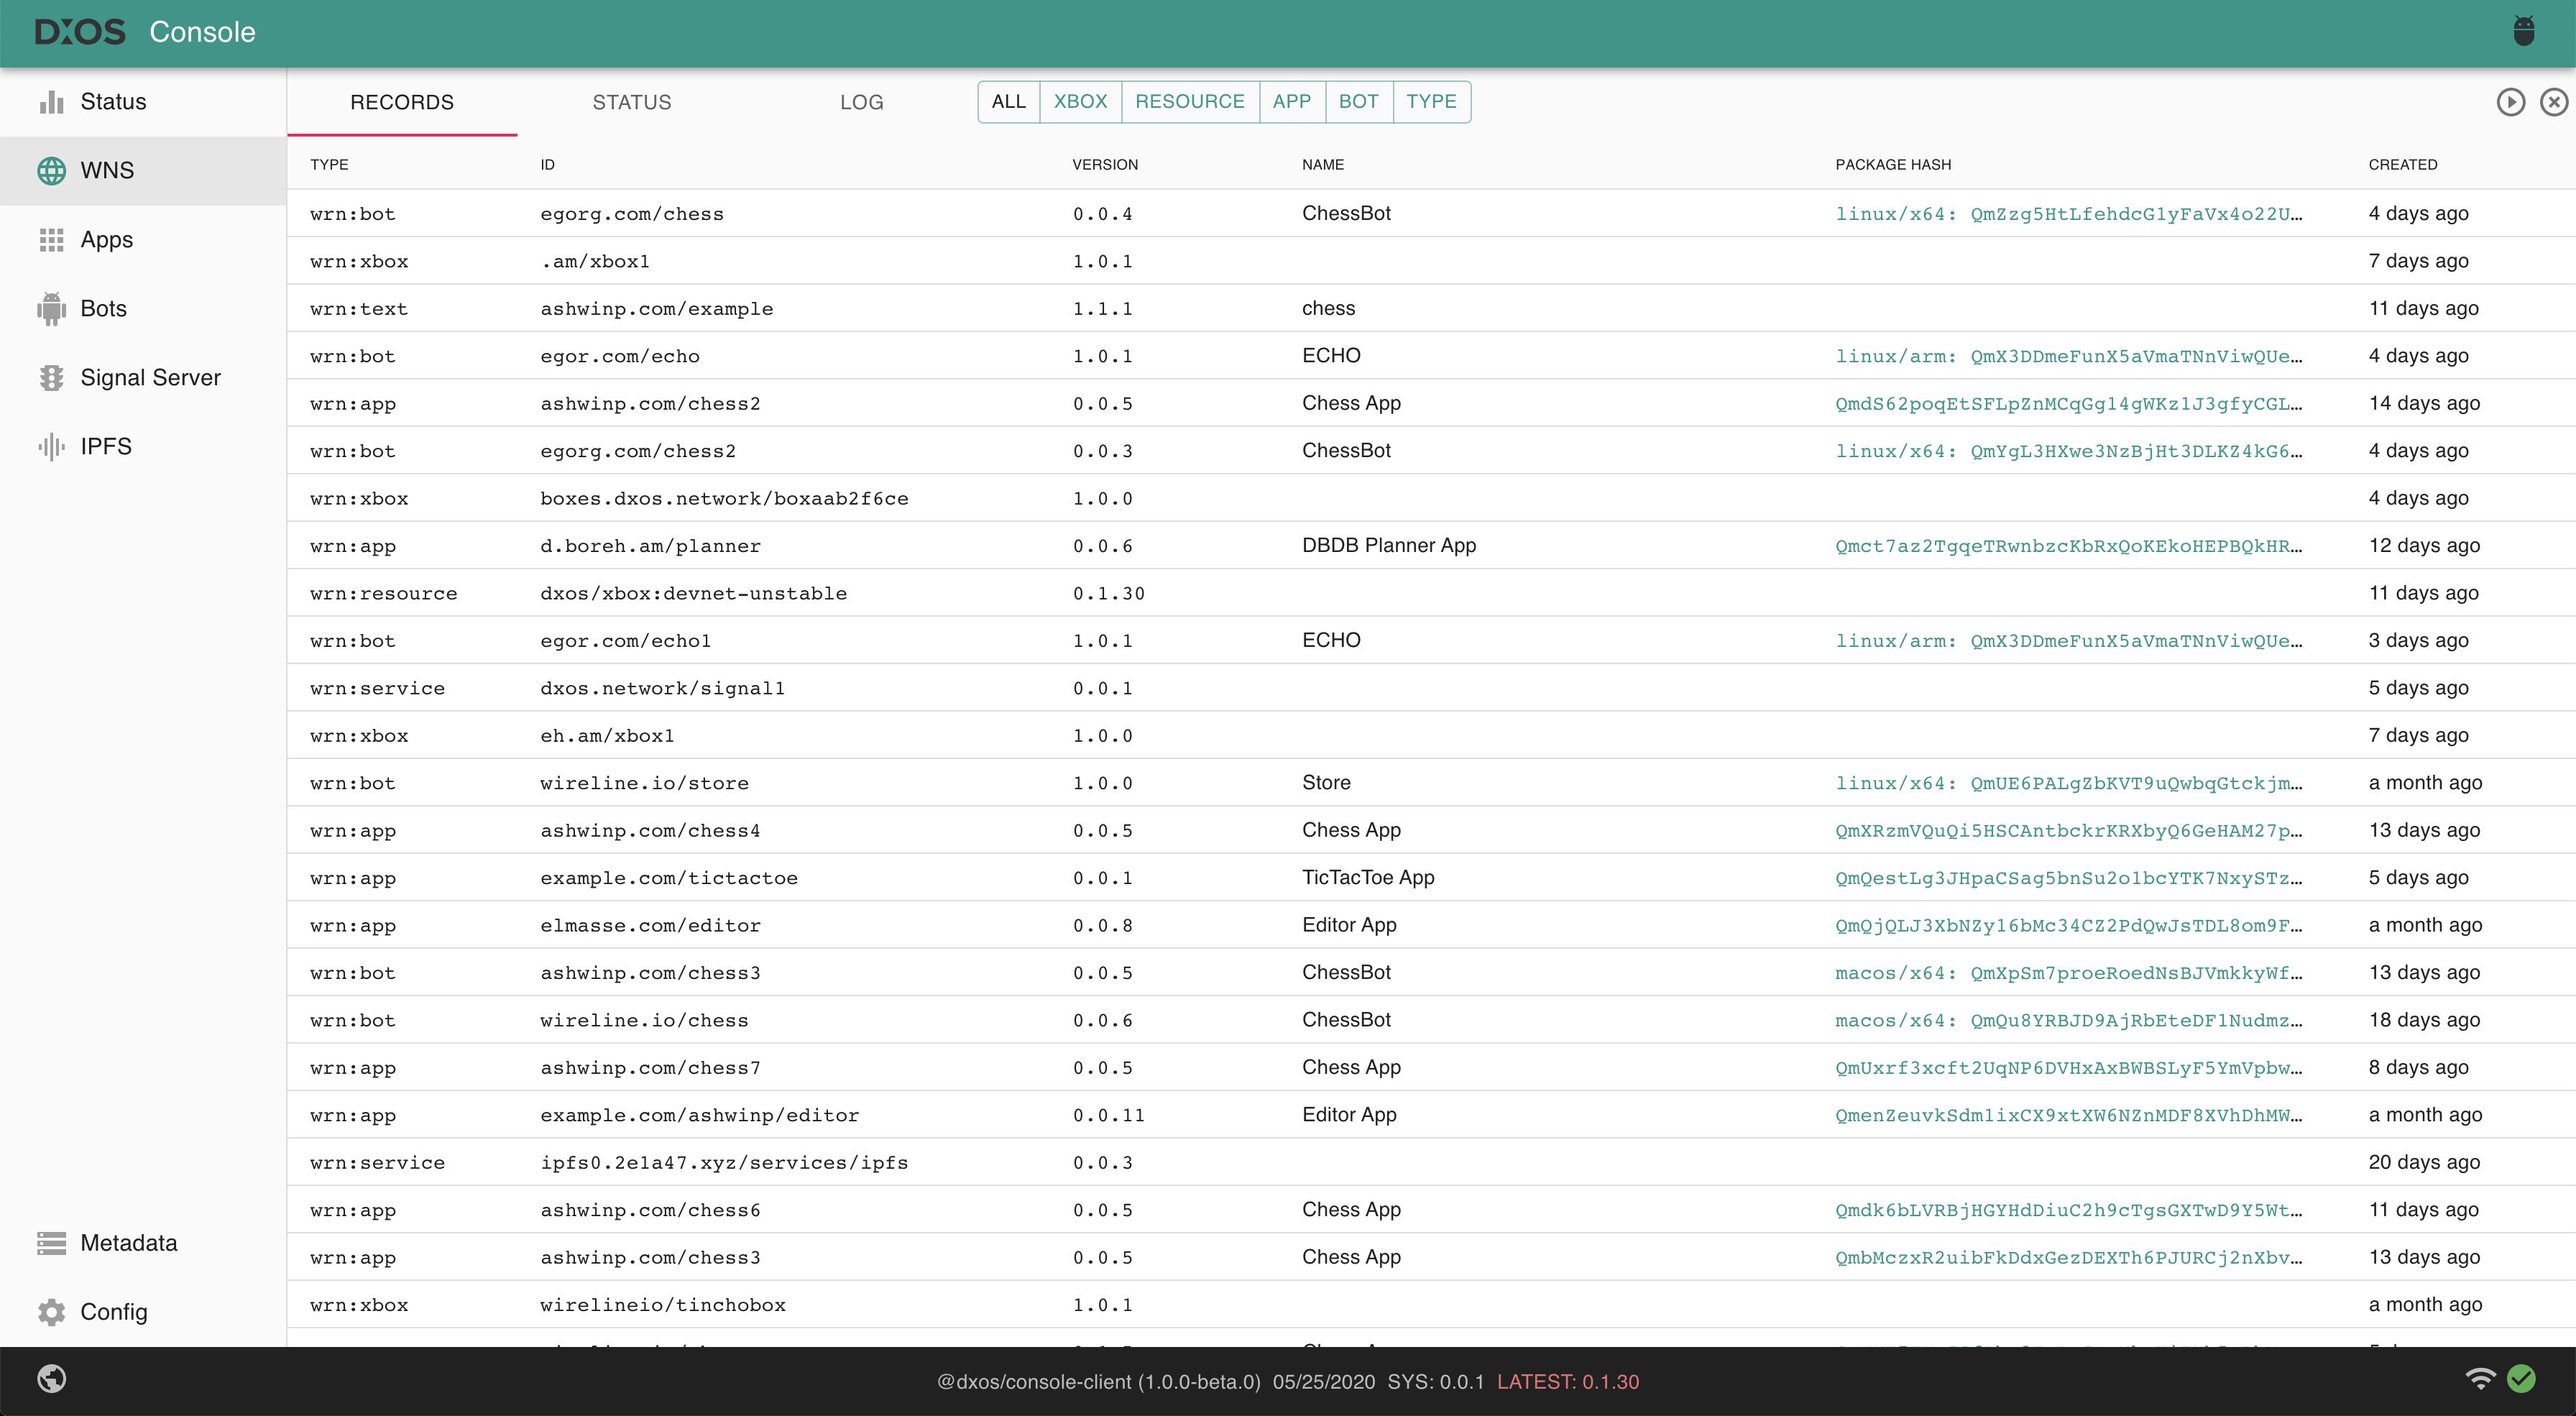 DXOS Console
Status
WNS
Apps
Bots
Signal Server
IPFS
Metadata
Config
RECORDS STATUS LOG ALL XBOX RESOURCE APP BOT TYPE
TYPE ID VERSION NAME PACKAGE HASH CREATED
wrn:bot egorg.com/chess 0.0.4 ChessBot linux/x64: QmZzg5HtLfehdcG1yFaVx4o22U… 4 days ago
wrn:xbox .am/xbox1 1.0.1 7 days ago
wrn:text ashwinp.com/example 1.1.1 chess 11 days ago
wrn:bot egor.com/echo 1.0.1 ECHO linux/arm: QmX3DDmeFunX5aVmaTNnViwQUe… 4 days ago
wrn:app ashwinp.com/chess2 0.0.5 Chess App QmdS62poqEtSFLpZnMCqGg14gWKz1J3gfyCGL… 14 days ago
wrn:bot egorg.com/chess2 0.0.3 ChessBot linux/x64: QmYgL3HXwe3NzBjHt3DLKZ4kG6… 4 days ago
wrn:xbox boxes.dxos.network/boxaab2f6ce 1.0.0 4 days ago
wrn:app d.boreh.am/planner 0.0.6 DBDB Planner App Qmct7az2TgqeTRwnbzcKbRxQoKEkoHEPBQkHR… 12 days ago
wrn:resource dxos/xbox:devnet-unstable 0.1.30 11 days ago
wrn:bot egor.com/echo1 1.0.1 ECHO linux/arm: QmX3DDmeFunX5aVmaTNnViwQUe… 3 days ago
wrn:service dxos.network/signal1 0.0.1 5 days ago
wrn:xbox eh.am/xbox1 1.0.0 7 days ago
wrn:bot wireline.io/store 1.0.0 Store linux/x64: QmUE6PALgZbKVT9uQwbqGtckjm… a month ago
wrn:app ashwinp.com/chess4 0.0.5 Chess App QmXRzmVQuQi5HSCAntbckrKRXbyQ6GeHAM27p… 13 days ago
wrn:app example.com/tictactoe 0.0.1 TicTacToe App QmQestLg3JHpaCSag5bnSu2o1bcYTK7NxySTz… 5 days ago
wrn:app elmasse.com/editor 0.0.8 Editor App QmQjQLJ3XbNZy16bMc34CZ2PdQwJsTDL8om9F… a month ago
wrn:bot ashwinp.com/chess3 0.0.5 ChessBot macos/x64: QmXpSm7proeRoedNsBJVmkkyWf… 13 days ago
wrn:bot wireline.io/chess 0.0.6 ChessBot macos/x64: QmQu8YRBJD9AjRbEteDF1Nudmz… 18 days ago
wrn:app ashwinp.com/chess7 0.0.5 Chess App QmUxrf3xcft2UqNP6DVHxAxBWBSLyF5YmVpbw… 8 days ago
wrn:app example.com/ashwinp/editor 0.0.11 Editor App QmenZeuvkSdm1ixCX9xtXW6NZnMDF8XVhDhMW… a month ago
wrn:service ipfs0.2e1a47.xyz/services/ipfs 0.0.3 20 days ago
wrn:app ashwinp.com/chess6 0.0.5 Chess App Qmdk6bLVRBjHGYHdDiuC2h9cTgsGXTwD9Y5Wt… 11 days ago
wrn:app ashwinp.com/chess3 0.0.5 Chess App QmbMczxR2uibFkDdxGezDEXTh6PJURCj2nXbv… 13 days ago
wrn:xbox wirelineio/tinchobox 1.0.1 a month ago
@dxos/console-client (1.0.0-beta.0) 05/25/2020 SYS: 0.0.1 LATEST: 0.1.30